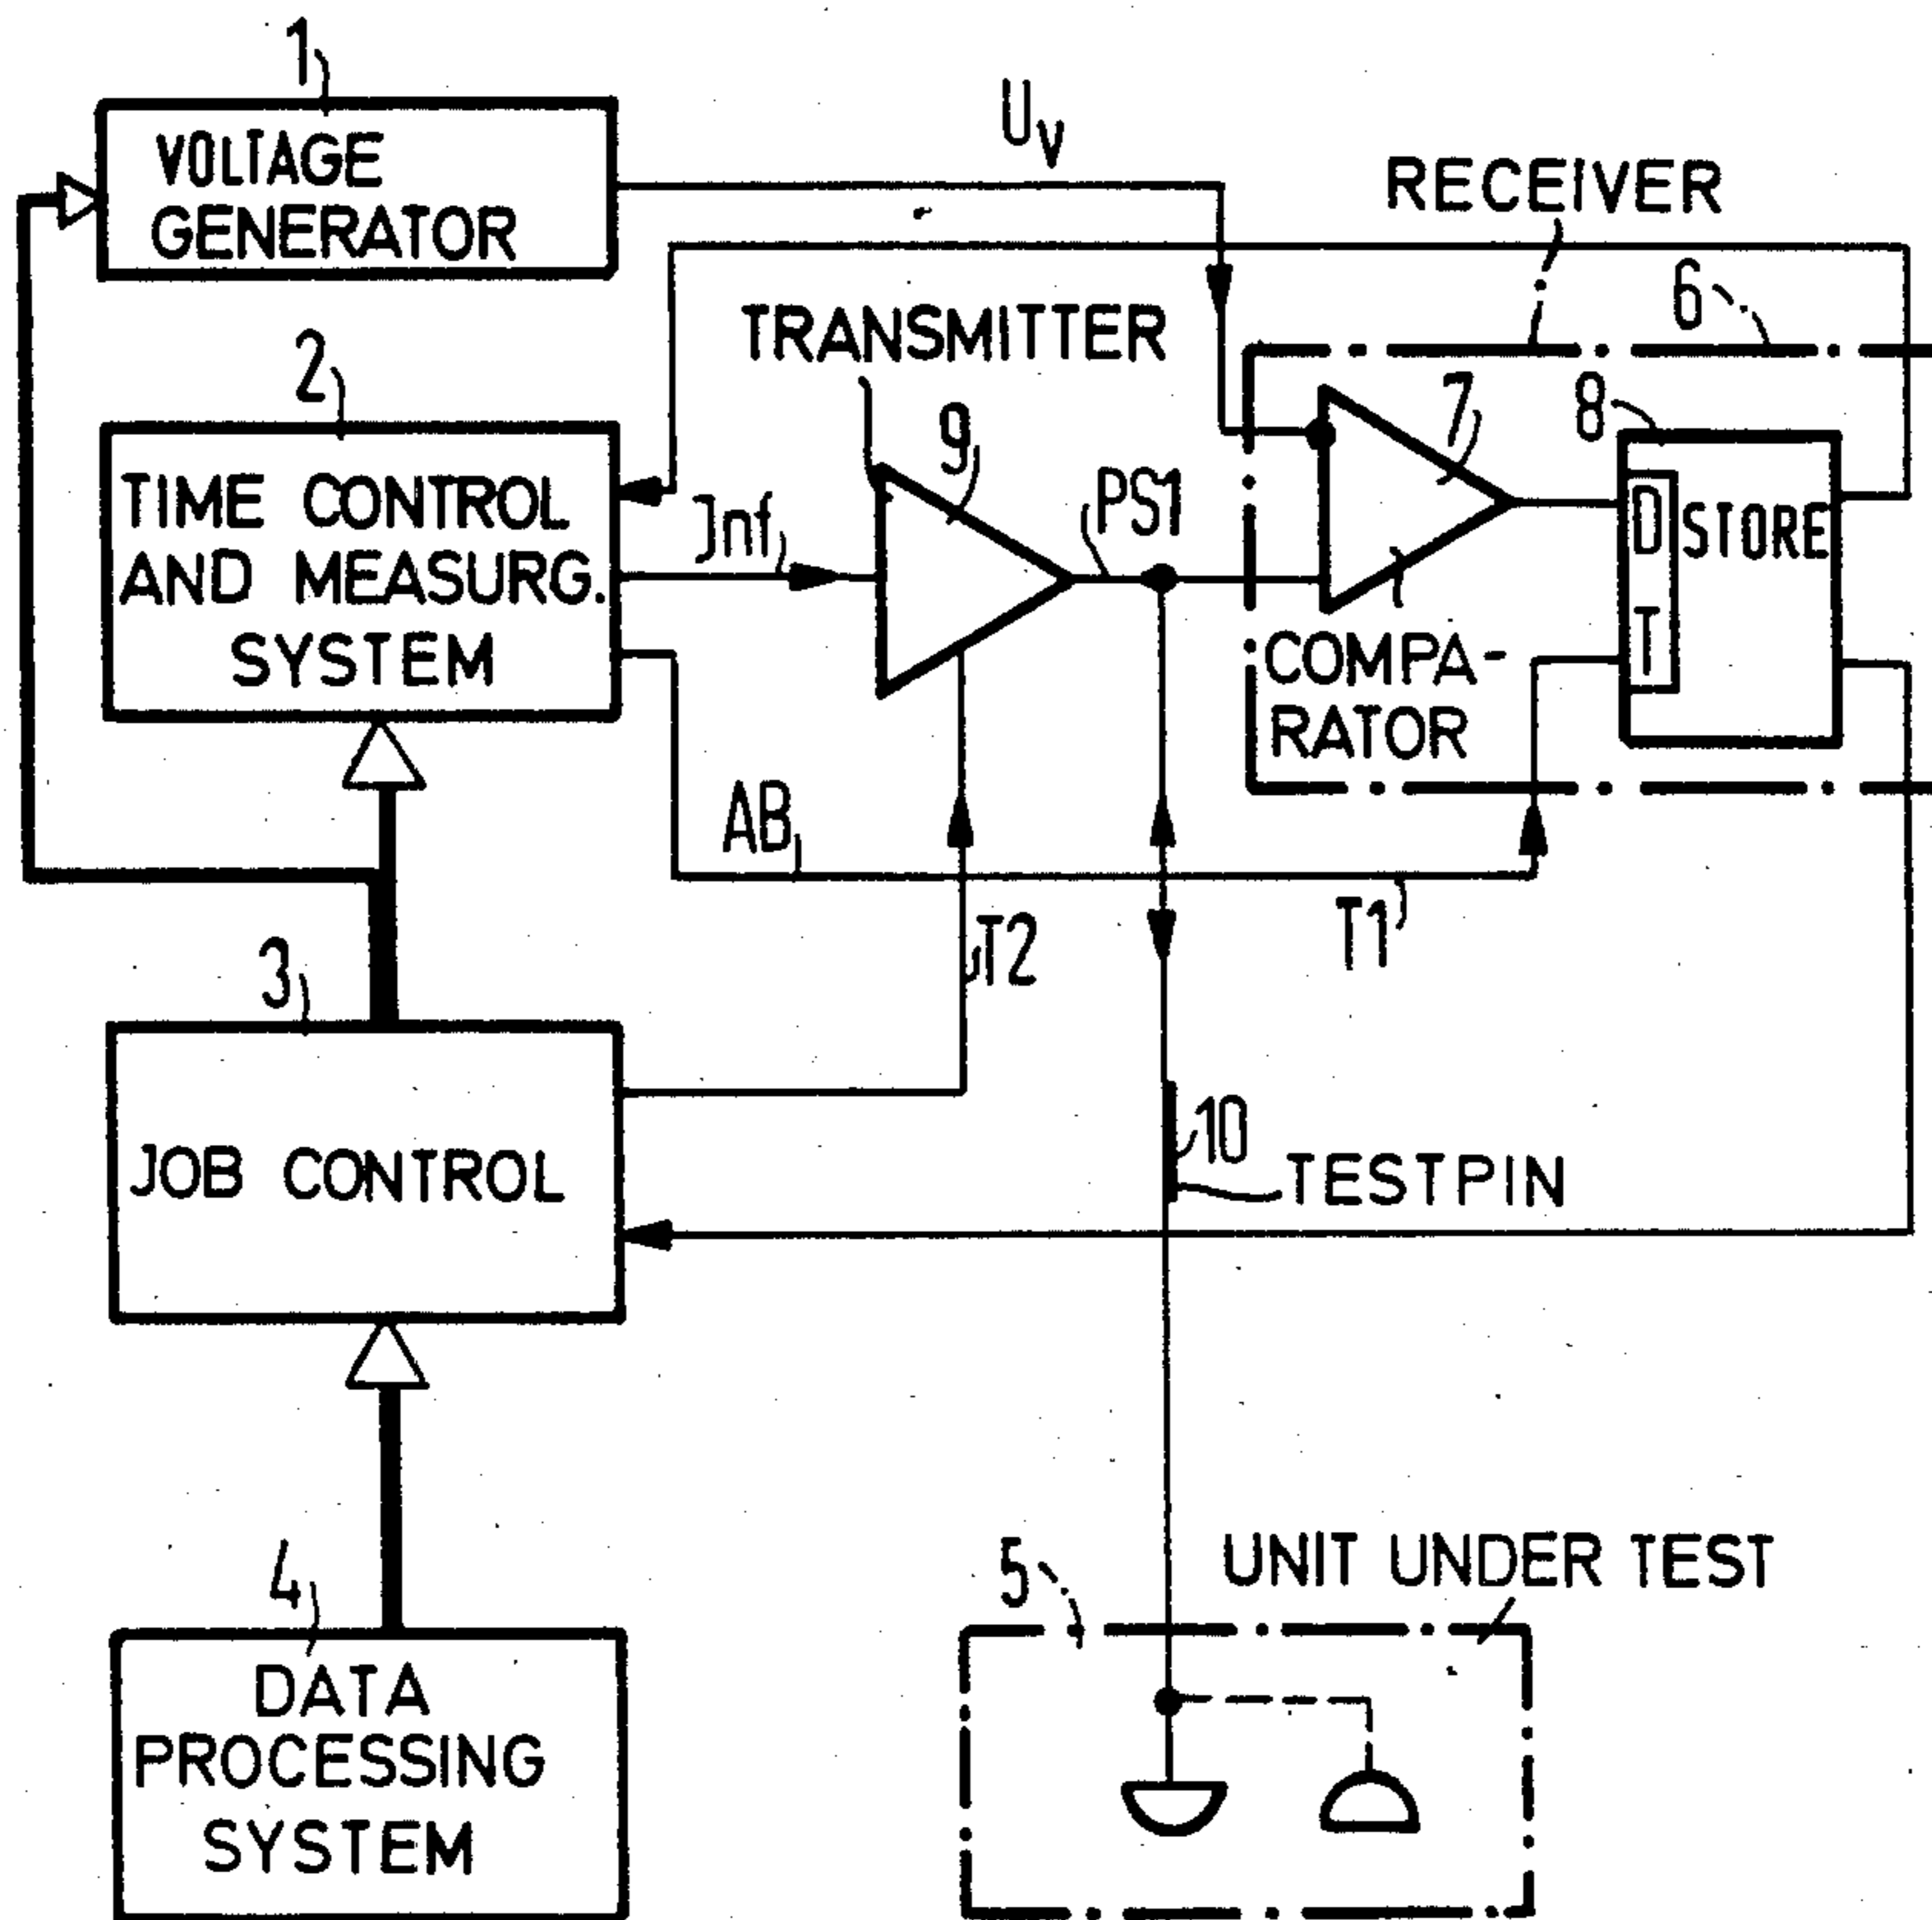 1
VOLTAGE
GENERATOR
Uv
RECEIVER
6
TRANSMITTER
2
9
7
8
TIME CONTROL
AND MEASURG.
SYSTEM
Jnf
PS1
D
STORE
T
COMPA-
RATOR
AB
T1
T2
3
JOB CONTROL
10
TESTPIN
4
5
UNIT UNDER TEST
DATA
PROCESSING
SYSTEM